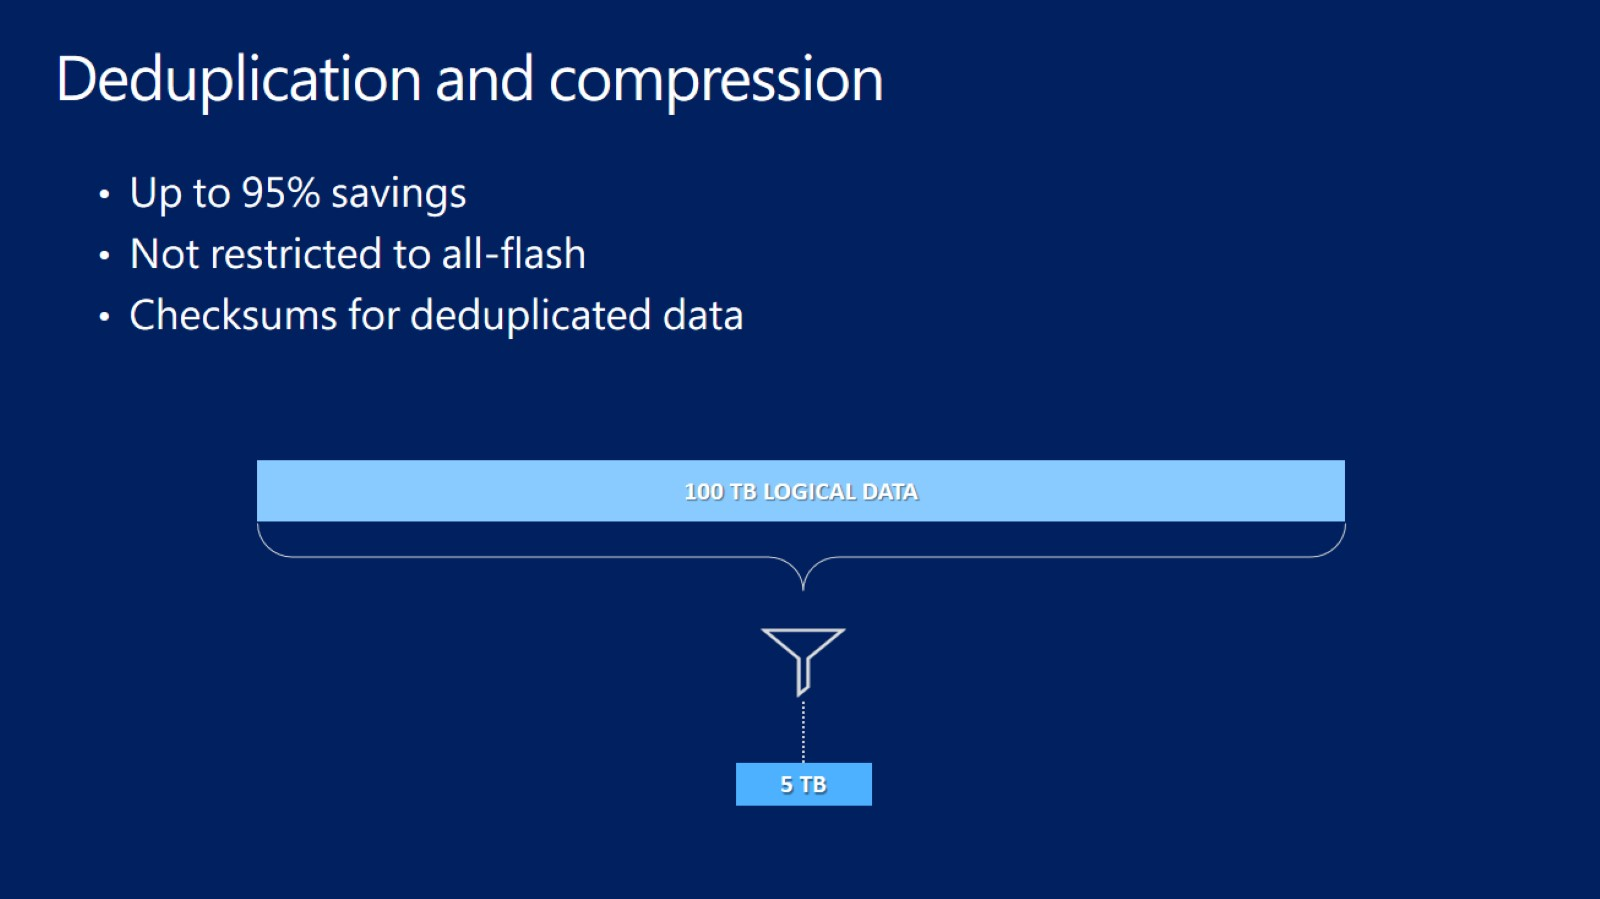 Deduplication and compression
• Up to 95% savings
• Not restricted to all-flash
• Checksums for deduplicated data
100 TB LOGICAL DATA
5 TB